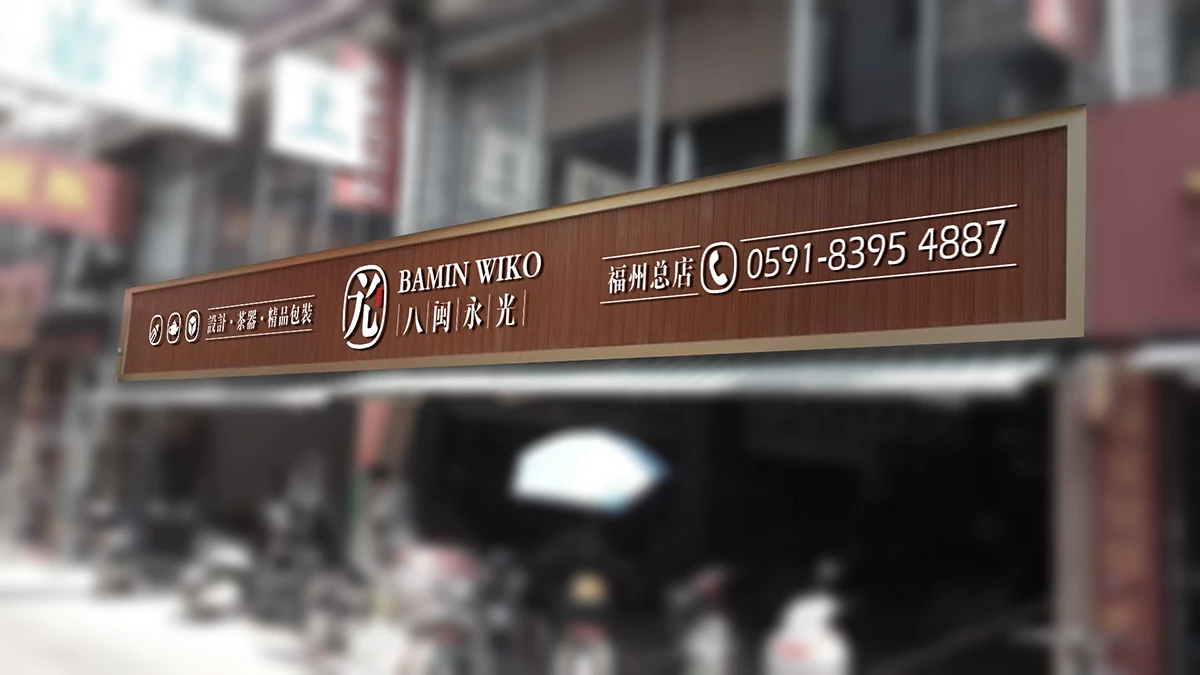 設計·茶器·精品包裝
光
BAMIN WIKO
八闽永光
福州总店
0591-8395 4887